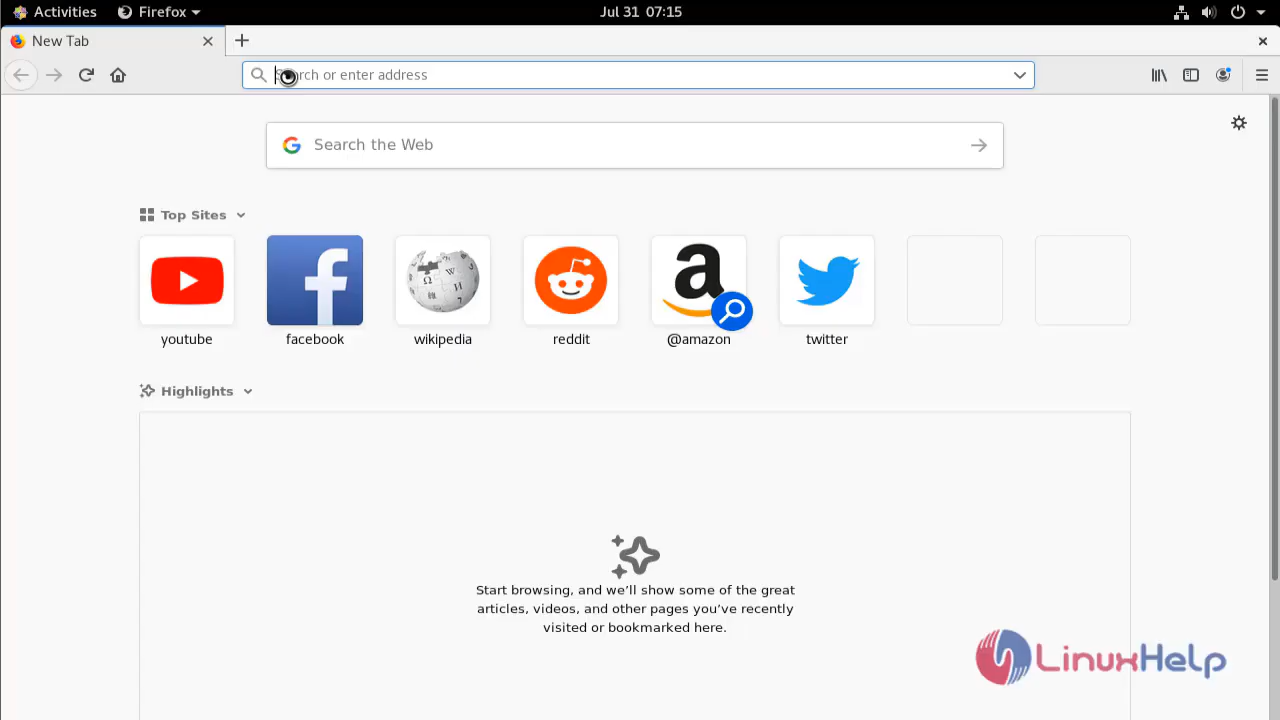 Activities Firefox Jul 31 07:15
New Tab
Search or enter address
Search the Web
Top Sites
youtube facebook wikipedia reddit @amazon twitter
Highlights
Start browsing, and we’ll show some of the great
articles, videos, and other pages you’ve recently
visited or bookmarked here.
LinuxHelp